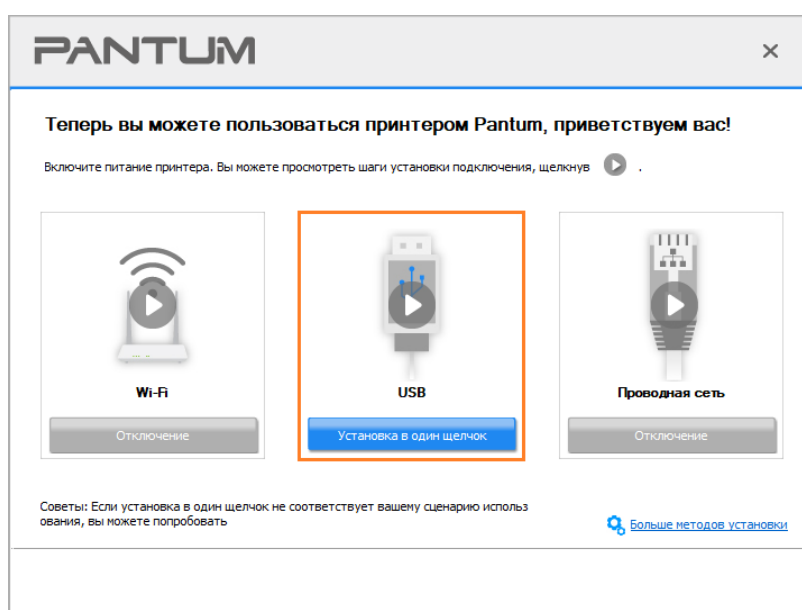 PANTUM
Теперь вы можете пользоваться принтером Pantum, приветствуем вас!
Включите питание принтера. Вы можете просмотреть шаги установки подключения, щелкнув .
Wi-Fi
USB
Проводная сеть
Отключение
Установка в один щелчок
Отключение
Советы: Если установка в один щелчок не соответствует вашему сценарию использ
ования, вы можете попробовать
Больше методов установки